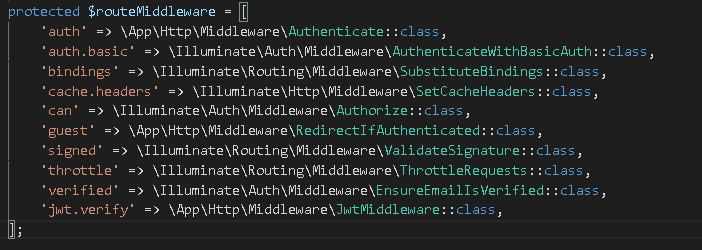 protected $routeMiddleware = [
'auth' => \App\Http\Middleware\Authenticate::class,
'auth.basic' => \Illuminate\Auth\Middleware\AuthenticateWithBasicAuth::class,
'bindings' => \Illuminate\Routing\Middleware\SubstituteBindings::class,
'cache.headers' => \Illuminate\Http\Middleware\SetCacheHeaders::class,
'can' => \Illuminate\Auth\Middleware\Authorize::class,
'guest' => \App\Http\Middleware\RedirectIfAuthenticated::class,
'signed' => \Illuminate\Routing\Middleware\ValidateSignature::class,
'throttle' => \Illuminate\Routing\Middleware\ThrottleRequests::class,
'verified' => \Illuminate\Auth\Middleware\EnsureEmailIsVerified::class,
'jwt.verify' => \App\Http\Middleware\JwtMiddleware::class,
];